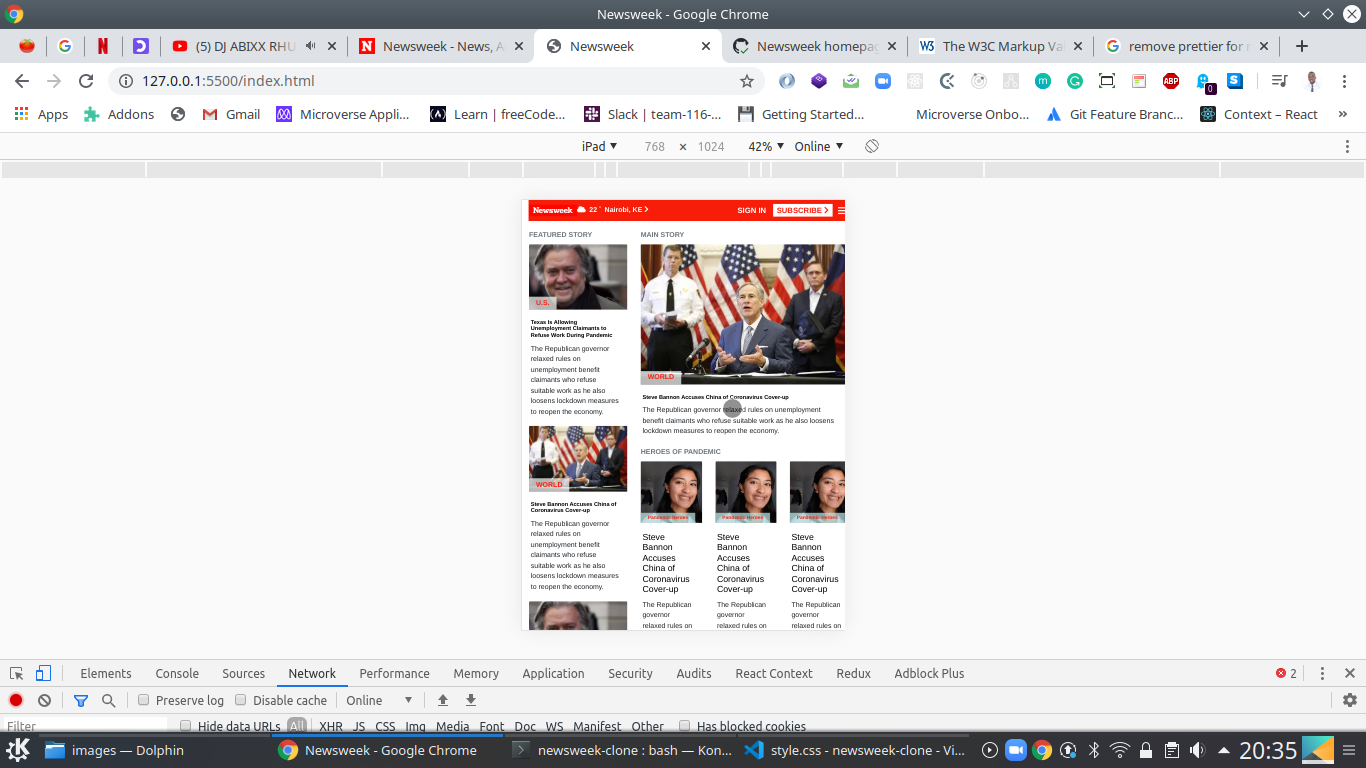 Newsweek - Google Chrome
(5) DJ ABIXX RHU
Newsweek - News, A
Newsweek
Newsweek homepag
The W3C Markup Va
remove prettier for
127.0.0.1:5500/index.html
ABP
0
Apps
Addons
Gmail
Microverse Appli...
Learn | freeCode...
Slack | team-116-...
Getting Started...
Microverse Onbo...
Git Feature Branc...
Context – React
»
iPad
768 × 1024
42%
Online
Newsweek
22 ° Nairobi, KE
SIGN IN
SUBSCRIBE
FEATURED STORY
U.S.
Texas Is Allowing
Unemployment Claimants to
Refuse Work During Pandemic
The Republican governor
relaxed rules on
unemployment benefit
claimants who refuse
suitable work as he also
loosens lockdown measures
to reopen the economy.
WORLD
Steve Bannon Accuses China of
Coronavirus Cover-up
The Republican governor
relaxed rules on
unemployment benefit
claimants who refuse
suitable work as he also
loosens lockdown measures
to reopen the economy.
MAIN STORY
WORLD
Steve Bannon Accuses China of Coronavirus Cover-up
The Republican governor relaxed rules on unemployment
benefit claimants who refuse suitable work as he also loosens
lockdown measures to reopen the economy.
HEROES OF PANDEMIC
Pandemic Heroes
Steve
Bannon
Accuses
China of
Coronavirus
Cover-up
The Republican
governor
relaxed rules on
Pandemic Heroes
Steve
Bannon
Accuses
China of
Coronavirus
Cover-up
The Republican
governor
relaxed rules on
Pandemic Heroes
Steve
Bannon
Accuses
China of
Coronavirus
Cover-up
The Republican
governor
relaxed rules on
Elements
Console
Sources
Network
Performance
Memory
Application
Security
Audits
React Context
Redux
Adblock Plus
2
Preserve log
Disable cache
Online
Filter
Hide data URLs
All
XHR
JS
CSS
Img
Media
Font
Doc
WS
Manifest
Other
Has blocked cookies
images — Dolphin
Newsweek - Google Chrome
newsweek-clone : bash — Kon...
style.css - newsweek-clone - Vi...
20:35